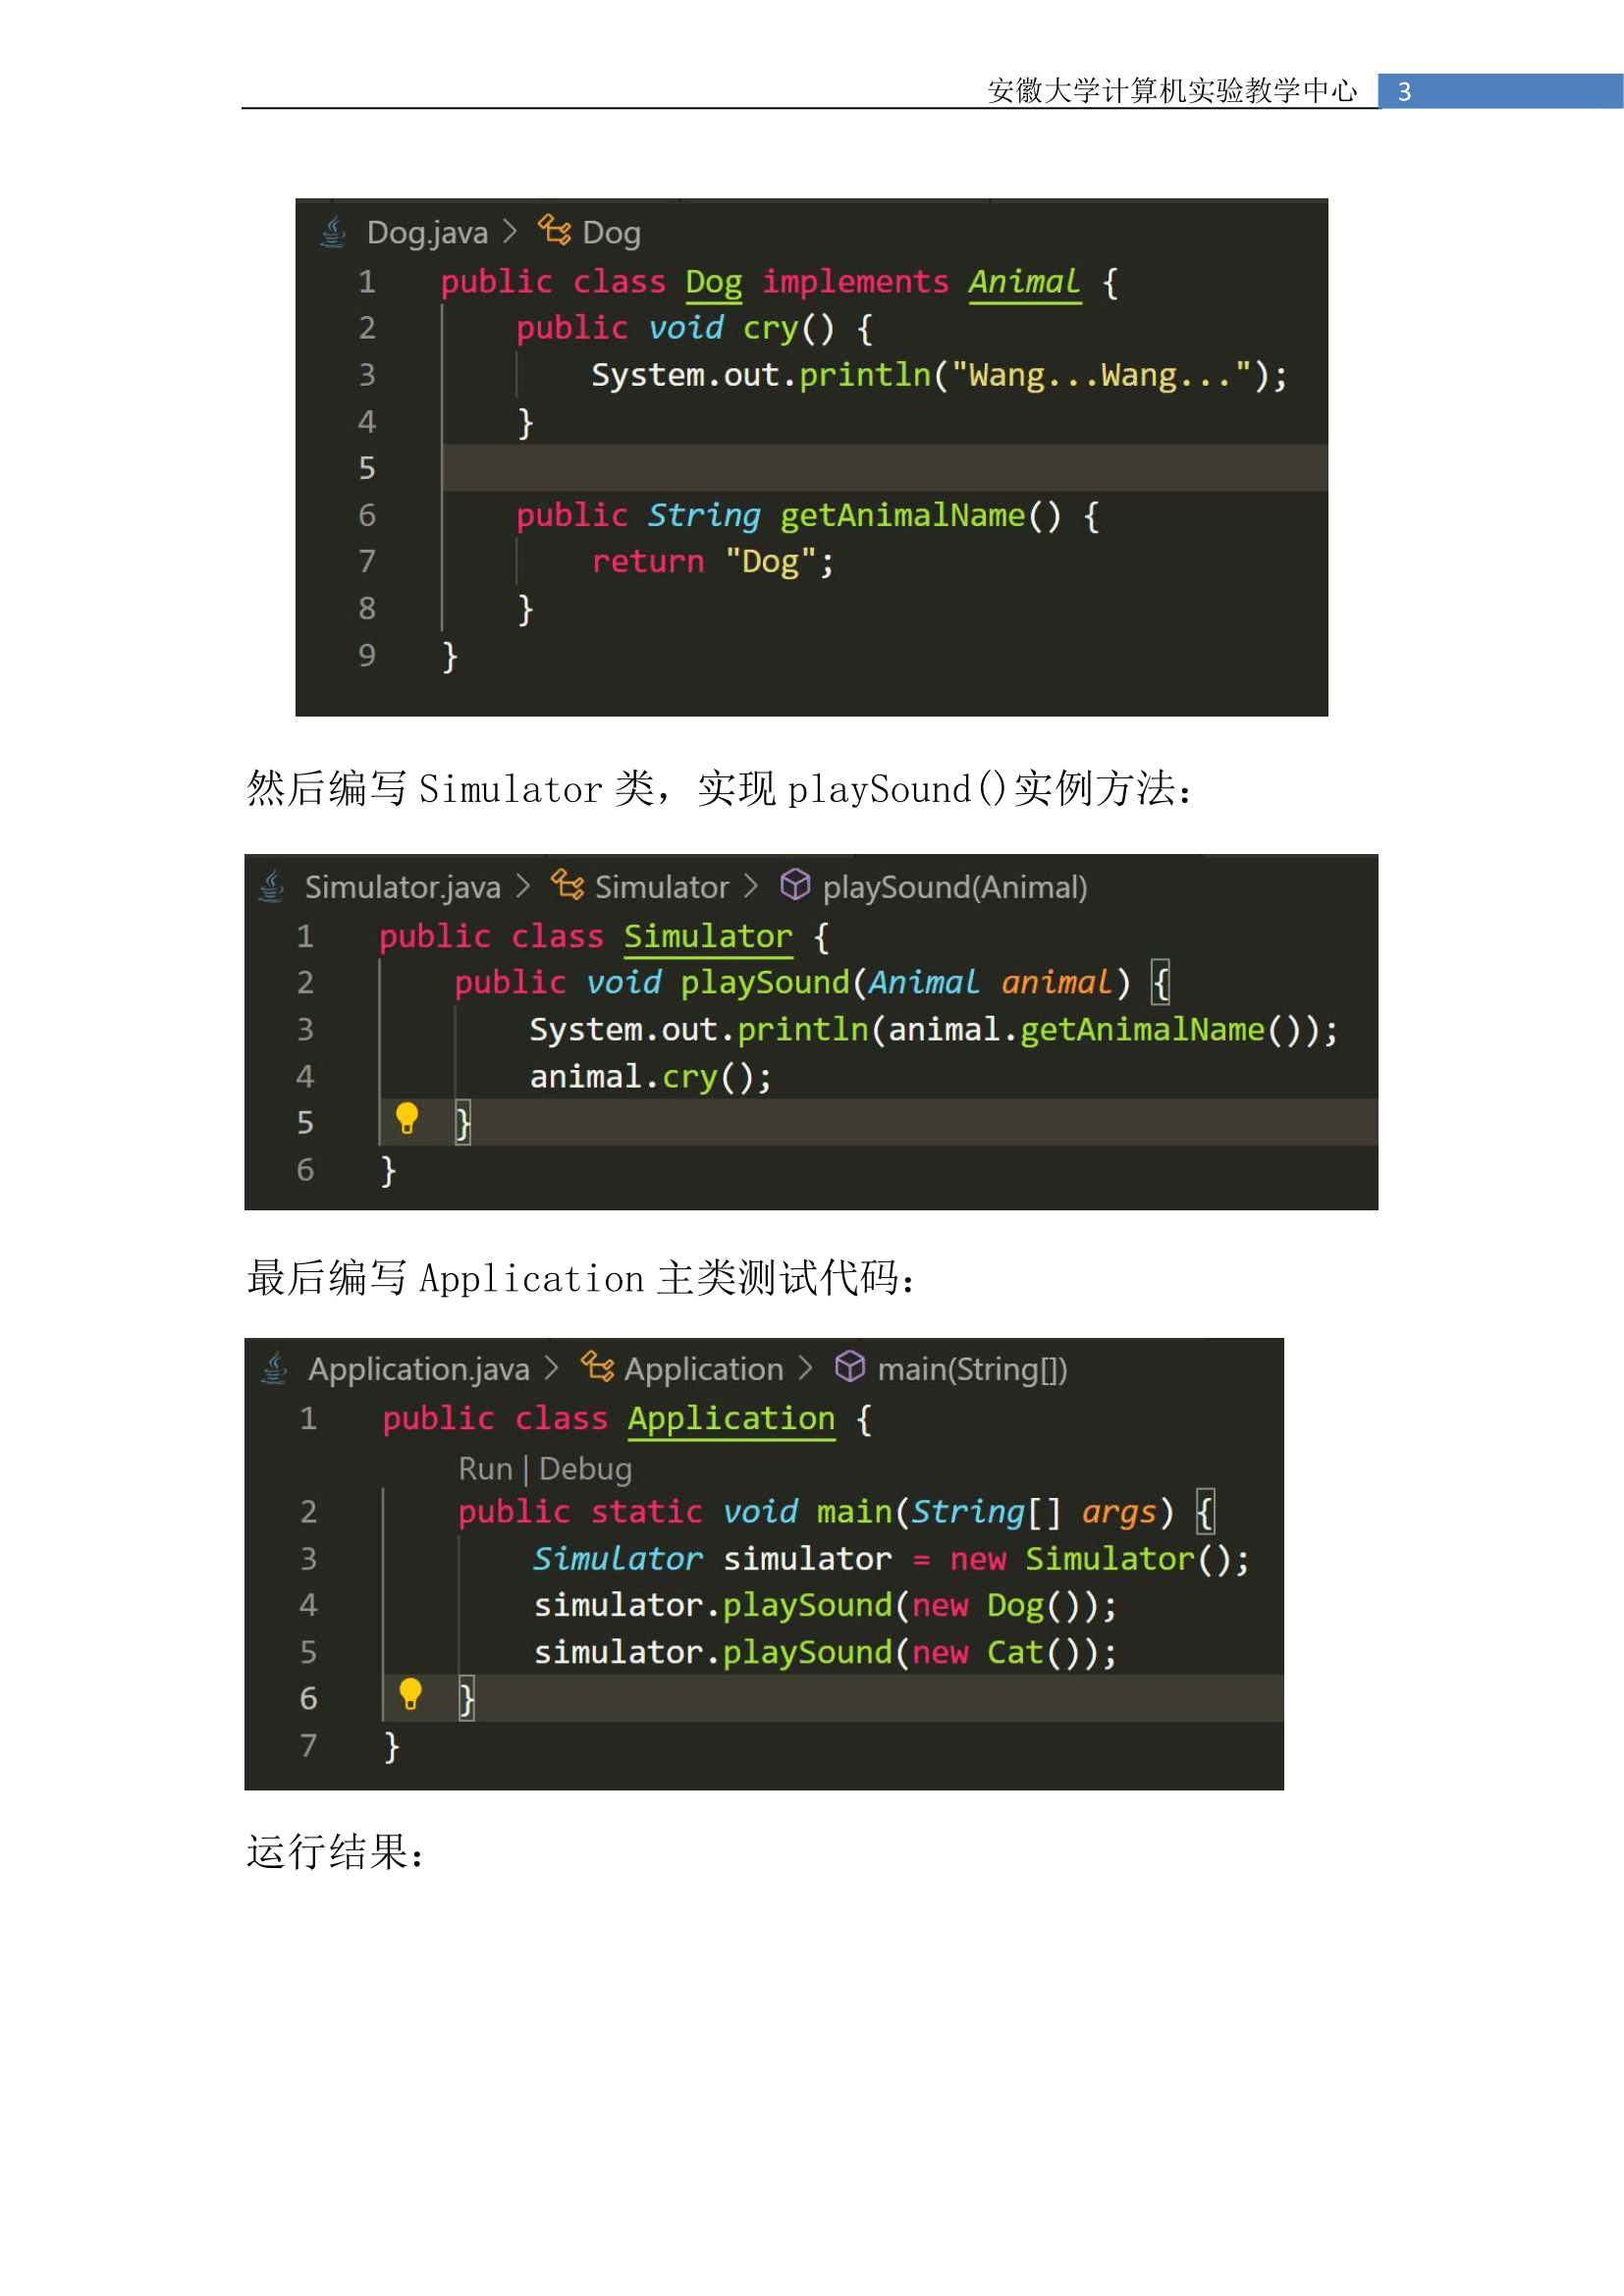 安徽大学计算机实验教学中心 3
Dog.java > Dog
1 public class Dog implements Animal {
2 public void cry() {
3 System.out.println("Wang...Wang...");
4 }
5
6 public String getAnimalName() {
7 return "Dog";
8 }
9 }
然后编写 Simulator 类，实现 playSound()实例方法：
Simulator.java > Simulator > playSound(Animal)
1 public class Simulator {
2 public void playSound(Animal animal) {
3 System.out.println(animal.getAnimalName());
4 animal.cry();
5 }
6 }
最后编写 Application 主类测试代码：
Application.java > Application > main(String[])
1 public class Application {
Run | Debug
2 public static void main(String[] args) {
3 Simulator simulator = new Simulator();
4 simulator.playSound(new Dog());
5 simulator.playSound(new Cat());
6 }
7 }
运行结果：